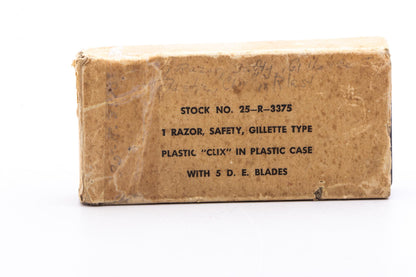 STOCK NO. 25-R-3375
1 RAZOR, SAFETY, GILLETTE TYPE
PLASTIC "CLIX" IN PLASTIC CASE
WITH 5 D. E. BLADES